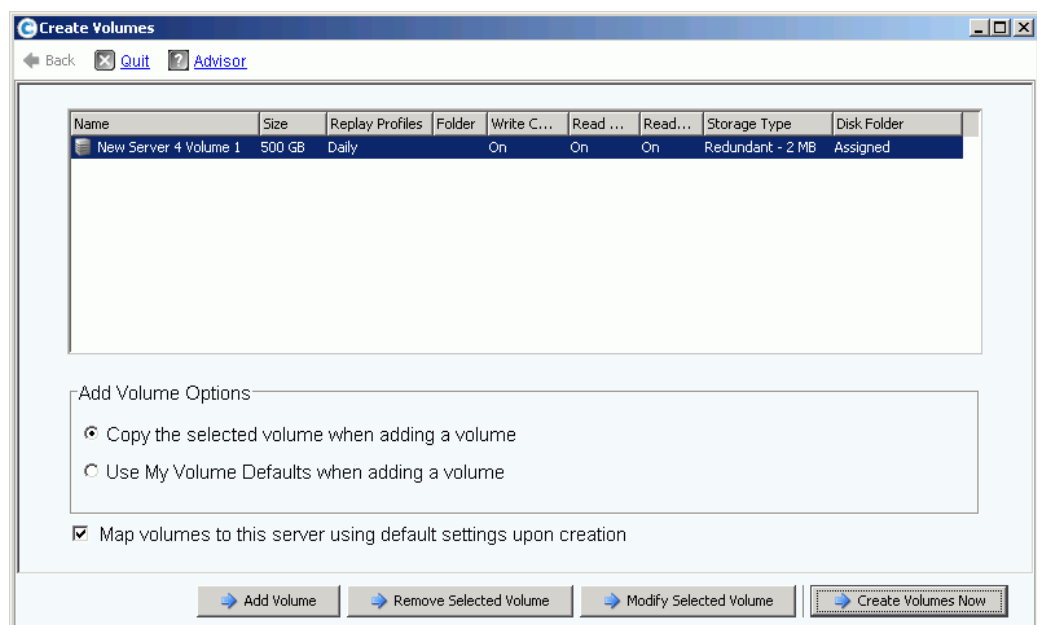 Create Volumes
Back Quit Advisor
Name Size Replay Profiles Folder Write C... Read ... Read... Storage Type Disk Folder
New Server 4 Volume 1 500 GB Daily On On On Redundant - 2 MB Assigned
Add Volume Options
Copy the selected volume when adding a volume
Use My Volume Defaults when adding a volume
Map volumes to this server using default settings upon creation
Add Volume Remove Selected Volume Modify Selected Volume Create Volumes Now